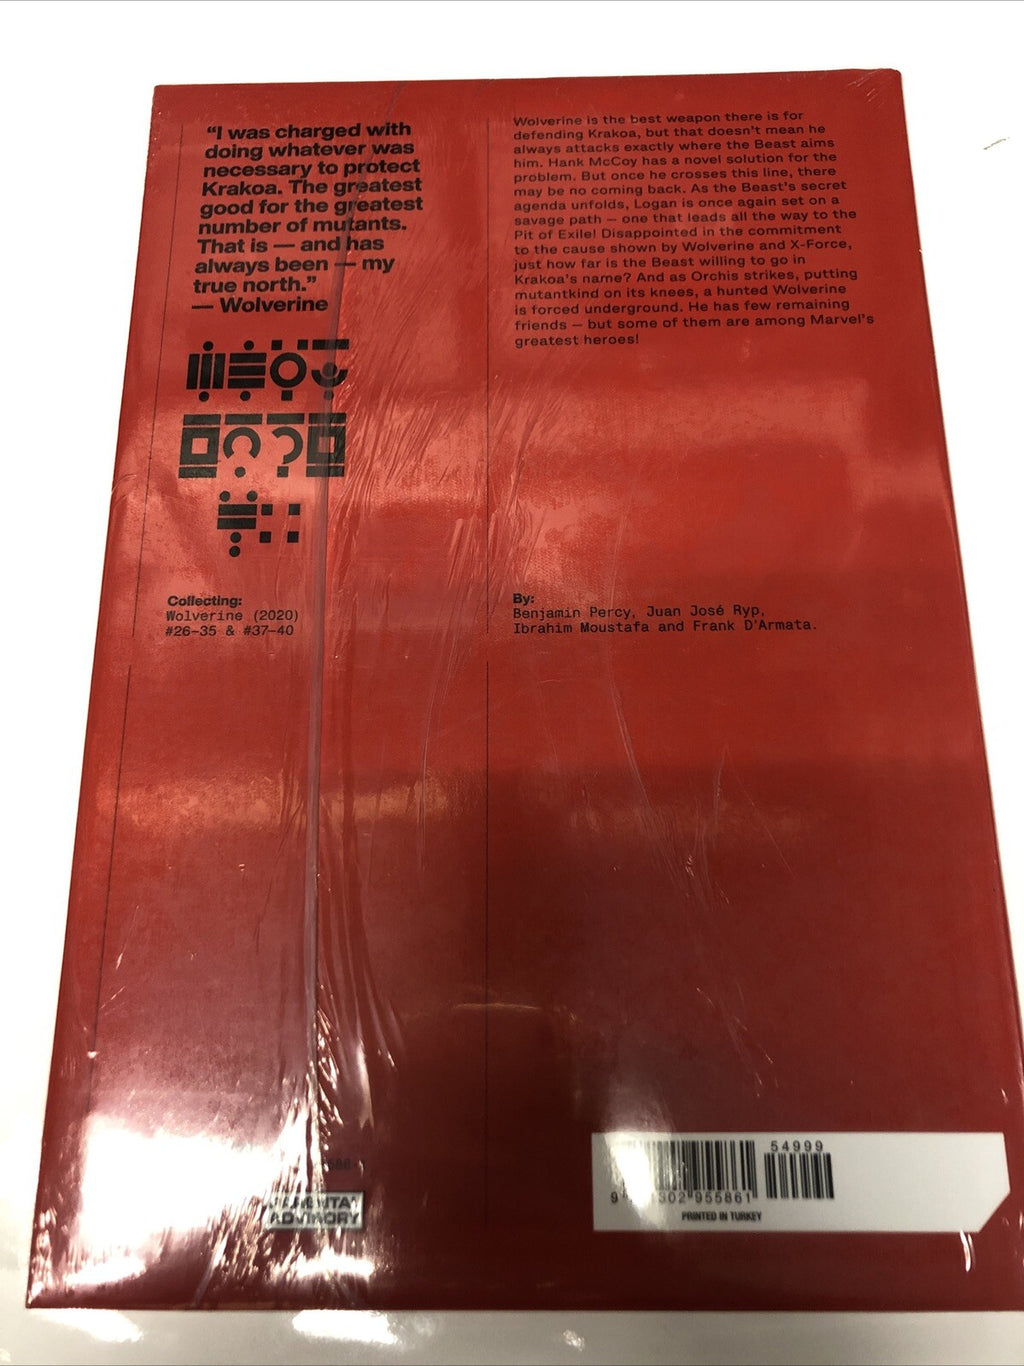 “I was charged with
doing whatever was
necessary to protect
Krakoa. The greatest
good for the greatest
number of mutants.
That is — and has
always been — my
true north.”
— Wolverine
Collecting:
Wolverine (2020)
#26–35 & #37–40
Wolverine is the best weapon there is for
defending Krakoa, but that doesn’t mean he
always attacks exactly where the Beast aims
him. Hank McCoy has a novel solution for the
problem. But once he crosses this line, there
may be no coming back. As the Beast’s secret
agenda unfolds, Logan is once again set on a
savage path — one that leads all the way to the
Pit of Exile! Disappointed in the commitment
to the cause shown by Wolverine and X-Force,
just how far is the Beast willing to go in
Krakoa’s name? And as Orchis strikes, putting
mutantkind on its knees, a hunted Wolverine
is forced underground. He has few remaining
friends — but some of them are among Marvel’s
greatest heroes!
By:
Benjamin Percy, Juan José Ryp,
Ibrahim Moustafa and Frank D’Armata.
PARENTAL
ADVISORY
54999
955861
PRINTED IN TURKEY